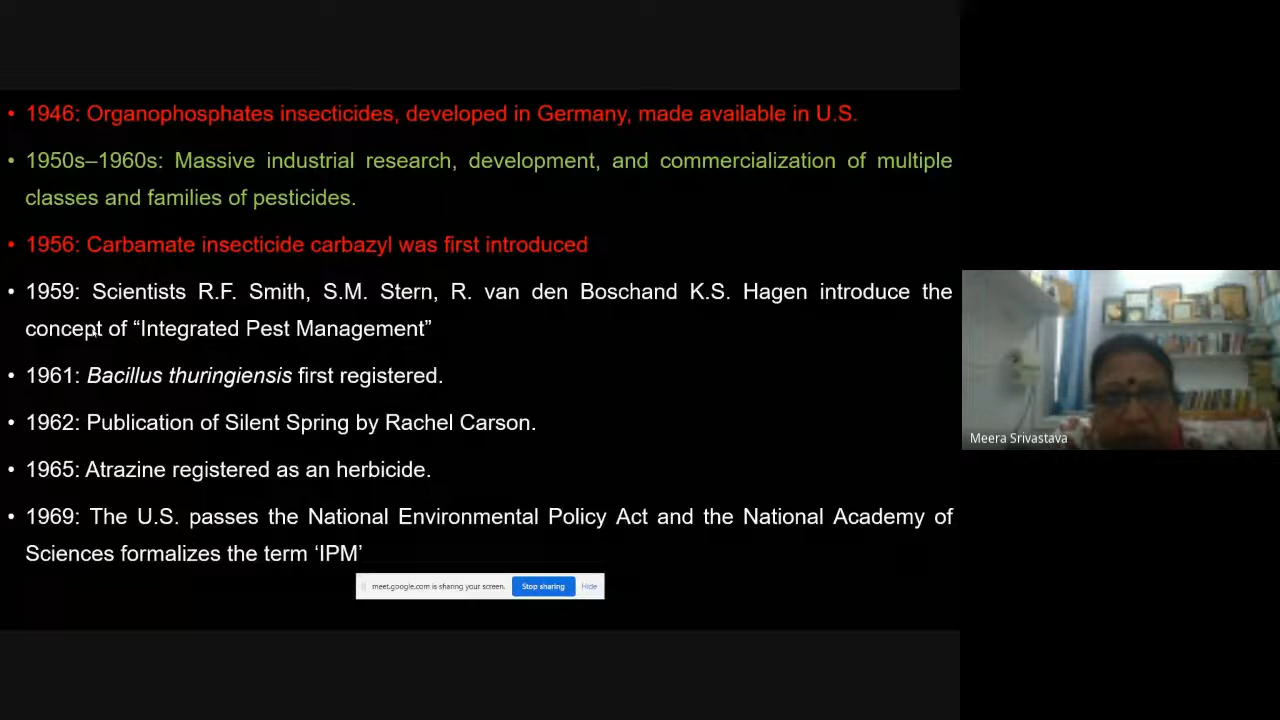 • 1946: Organophosphates insecticides, developed in Germany, made available in U.S.
• 1950s–1960s: Massive industrial research, development, and commercialization of multiple
classes and families of pesticides.
• 1956: Carbamate insecticide carbazyl was first introduced
• 1959: Scientists R.F. Smith, S.M. Stern, R. van den Boschand K.S. Hagen introduce the
concept of “Integrated Pest Management”
• 1961: Bacillus thuringiensis first registered.
• 1962: Publication of Silent Spring by Rachel Carson.
• 1965: Atrazine registered as an herbicide.
• 1969: The U.S. passes the National Environmental Policy Act and the National Academy of
Sciences formalizes the term ‘IPM’
meet.google.com is sharing your screen. Stop sharing Hide
Meera Srivastava